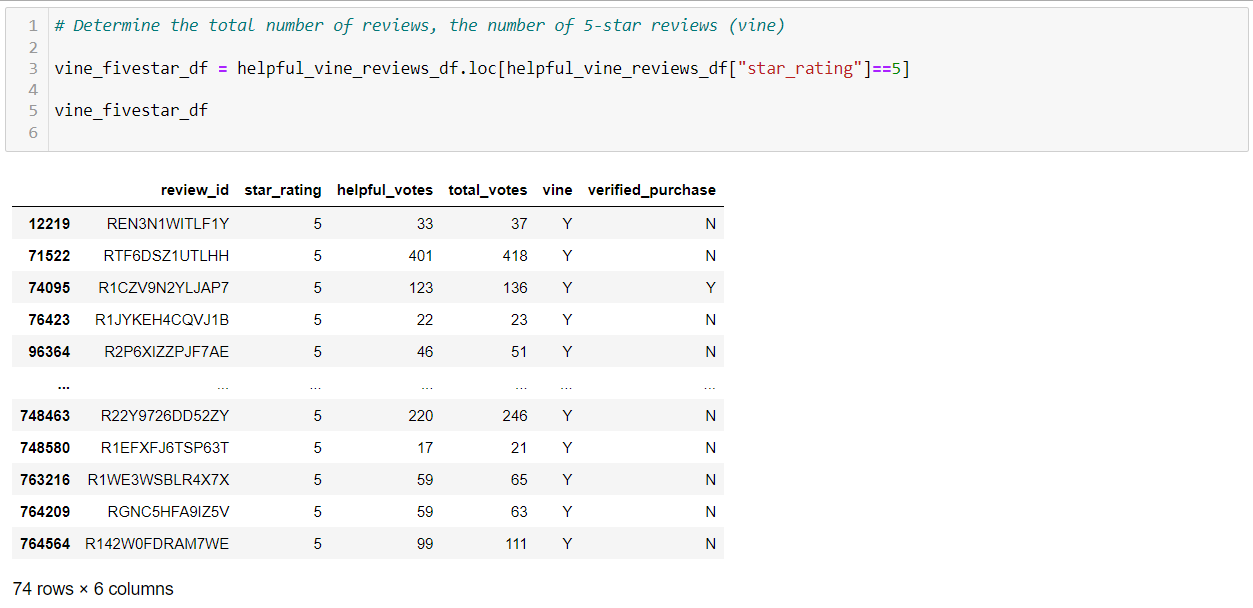 1 # Determine the total number of reviews, the number of 5-star reviews (vine)
2
3 vine_fivestar_df = helpful_vine_reviews_df.loc[helpful_vine_reviews_df["star_rating"]==5]
4
5 vine_fivestar_df
6
review_id star_rating helpful_votes total_votes vine verified_purchase
12219 REN3N1WITLF1Y 5 33 37 Y N
71522 RTF6DSZ1UTLHH 5 401 418 Y N
74095 R1CZV9N2YLJAP7 5 123 136 Y Y
76423 R1JYKEH4CQVJ1B 5 22 23 Y N
96364 R2P6XIZZPJF7AE 5 46 51 Y N
... ... ... ... ... ... ...
748463 R22Y9726DD52ZY 5 220 246 Y N
748580 R1EFXFJ6TSP63T 5 17 21 Y N
763216 R1WE3WSBLR4X7X 5 59 65 Y N
764209 RGNC5HFA9IZ5V 5 59 63 Y N
764564 R142W0FDRAM7WE 5 99 111 Y N
74 rows × 6 columns